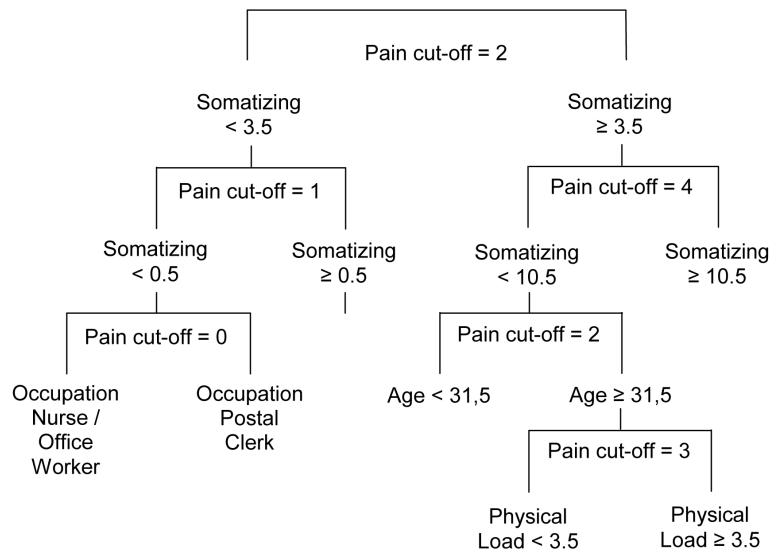 Pain cut-off = 2
Somatizing
< 3.5
Somatizing
≥ 3.5
Pain cut-off = 1
Pain cut-off = 4
Somatizing
< 0.5
Somatizing
≥ 0.5
Somatizing
< 10.5
Somatizing
≥ 10.5
Pain cut-off = 0
Pain cut-off = 2
Occupation
Nurse /
Office
Worker
Occupation
Postal
Clerk
Age < 31,5
Age ≥ 31,5
Pain cut-off = 3
Physical
Load < 3.5
Physical
Load ≥ 3.5